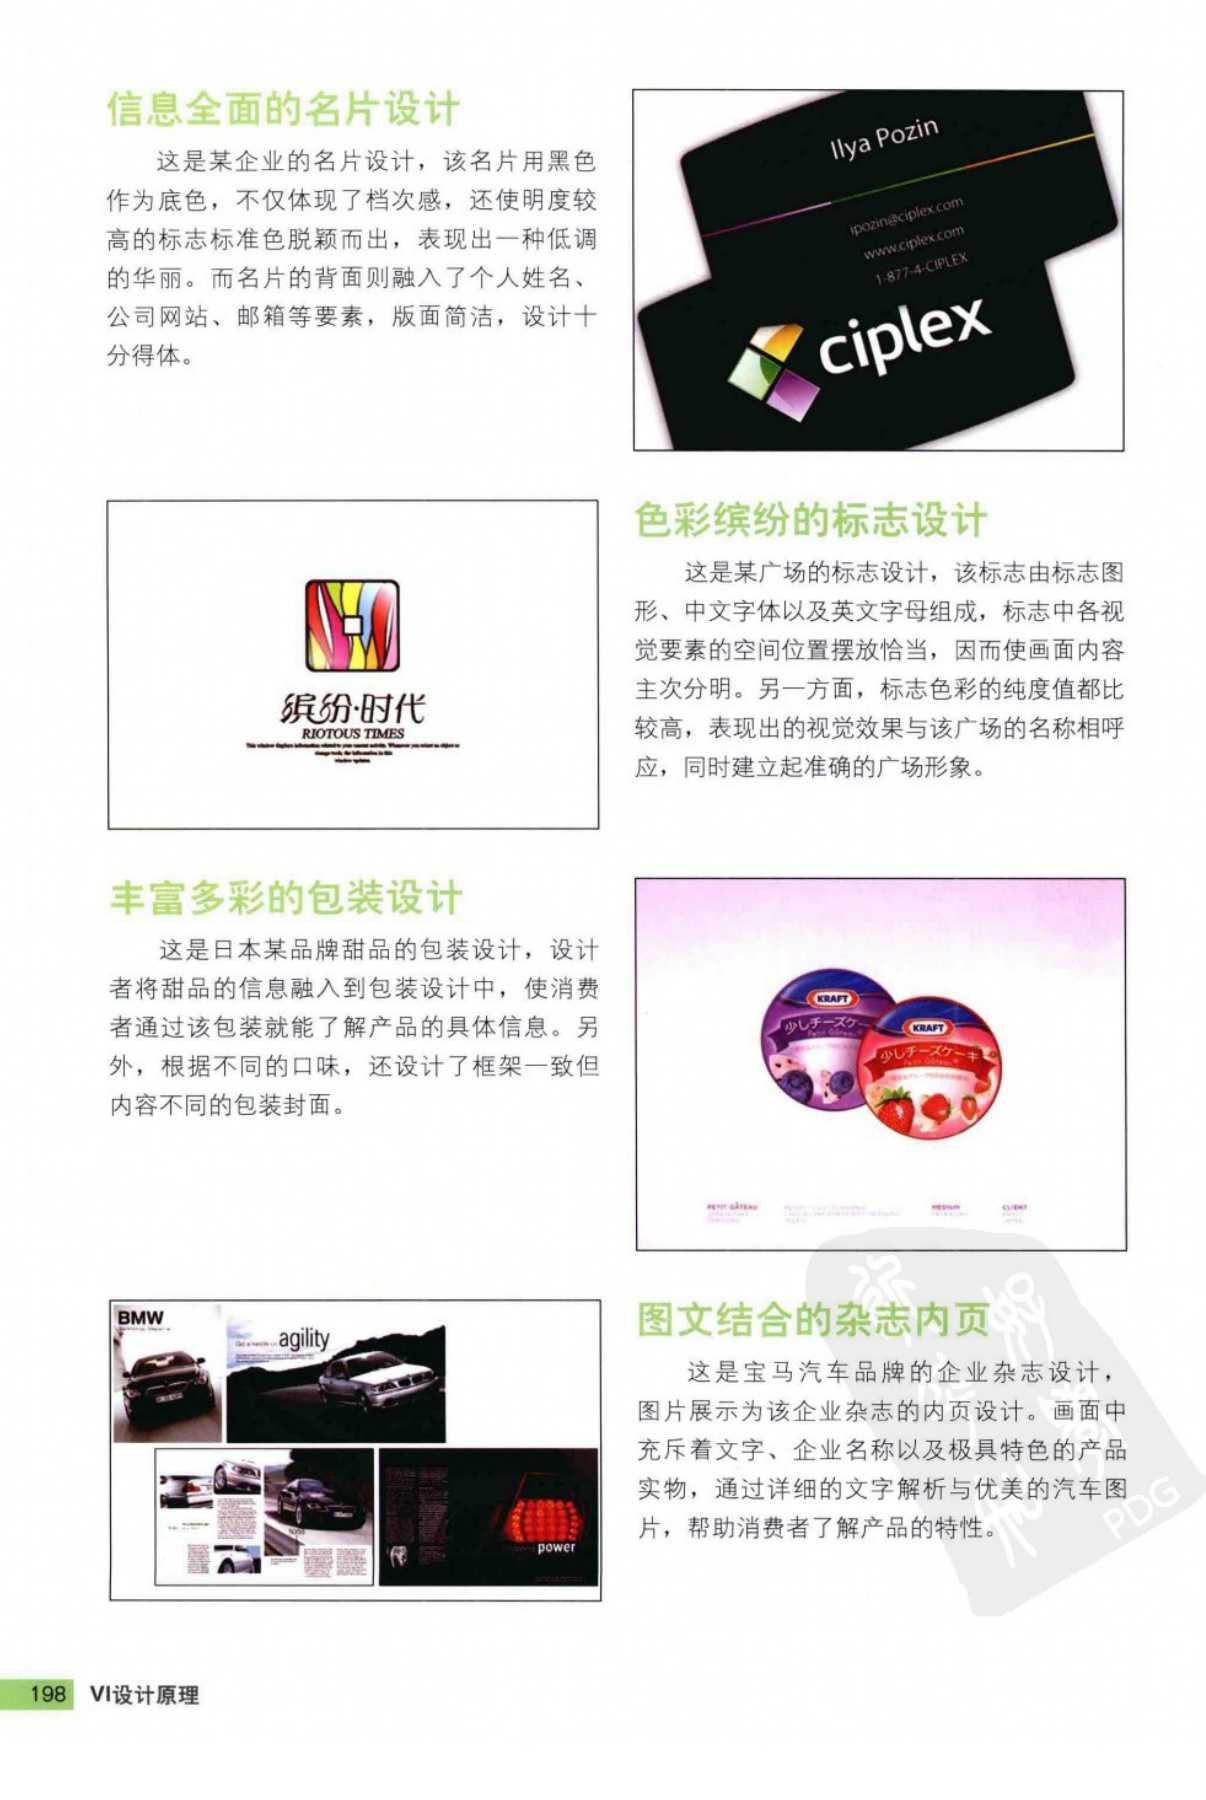 信息全面的名片设计
这是某企业的名片设计，该名片用黑色
作为底色，不仅体现了档次感，还使明度较
高的标志标准色脱颖而出，表现出一种低调
的华丽。而名片的背面则融入了个人姓名、
公司网站、邮箱等要素，版面简洁，设计十
分得体。
Ilya Pozin
ipozin@ciplex.com
www.ciplex.com
1-877-4-CIPLEX
ciplex
缤纷·时代
RIOTOUS TIMES
色彩缤纷的标志设计
这是某广场的标志设计，该标志由标志图
形、中文字体以及英文字母组成，标志中各视
觉要素的空间位置摆放恰当，因而使画面内容
主次分明。另一方面，标志色彩的纯度值都比
较高，表现出的视觉效果与该广场的名称相呼
应，同时建立起准确的广场形象。
丰富多彩的包装设计
这是日本某品牌甜品的包装设计，设计
者将甜品的信息融入到包装设计中，使消费
者通过该包装就能了解产品的具体信息。另
外，根据不同的口味，还设计了框架一致但
内容不同的包装封面。
KRAFT
少しチーズケー
KRAFT
少しチーズケーキ
PETIT GÂTEAU
MEDIUM
CLIENT
BMW
agility
power
图文结合的杂志内页
这是宝马汽车品牌的企业杂志设计，
图片展示为该企业杂志的内页设计。画面中
充斥着文字、企业名称以及极具特色的产品
实物，通过详细的文字解析与优美的汽车图
片，帮助消费者了解产品的特性。
PDG
198 VI设计原理